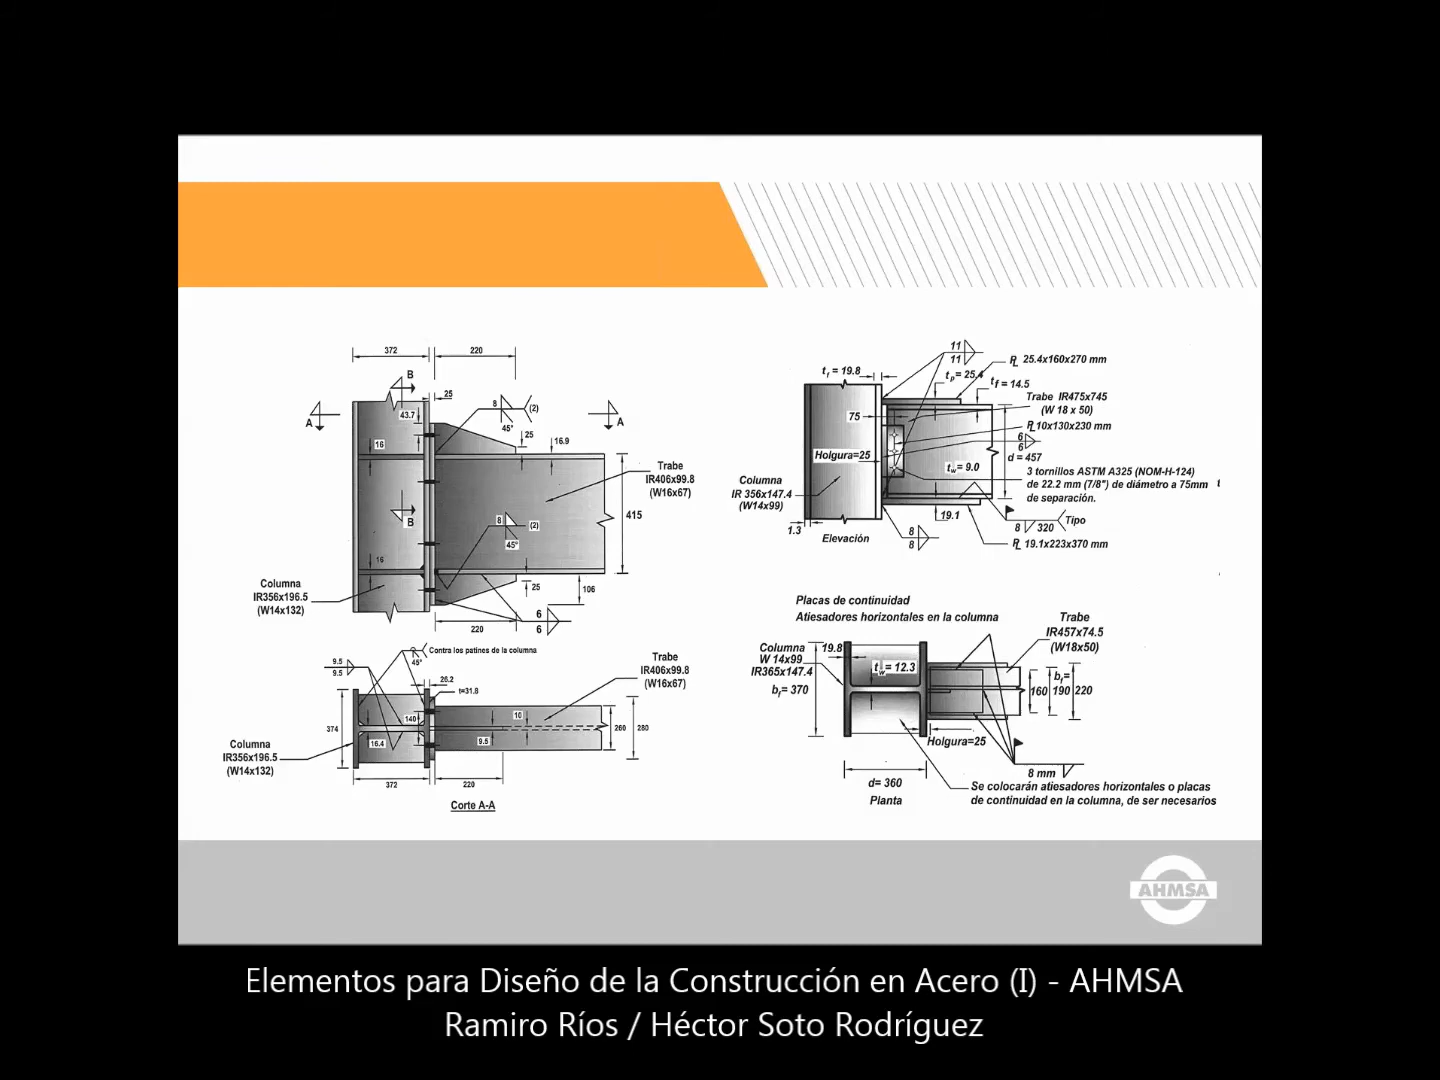 372
220
B
25
A
43.7
8
(2)
45°
25
16.9
A
16
Trabe
IR406x99.8
(W16x67)
415
B
8
(2)
45°
16
Columna
IR356x196.5
(W14x132)
25
106
220
6
6
9.5
9.5
45°
Contra los patines de la columna
26.2
t=31.8
Trabe
IR406x99.8
(W16x67)
374
140
10
16.4
9.5
260
280
Columna
IR356x196.5
(W14x132)
372
220
Corte A-A
11
11
PL 25.4x160x270 mm
tf = 19.8
tp = 25.4
tf = 14.5
Trabe IR475x745
(W 18 x 50)
75
PL 10x130x230 mm
6
6
d = 457
Holgura=25
tw = 9.0
3 tornillos ASTM A325 (NOM-H-124)
de 22.2 mm (7/8") de diámetro a 75mm
de separación.
Columna
IR 356x147.4
(W14x99)
1.3
19.1
8 320
Tipo
Elevación
8
8
PL 19.1x223x370 mm
Placas de continuidad
Atiesadores horizontales en la columna
Trabe
IR457x74.5
(W18x50)
Columna
W 14x99
IR365x147.4
19.8
tw = 12.3
bf= 370
160
bf=
190
220
Holgura=25
8 mm
d= 360
Planta
Se colocarán atiesadores horizontales o placas
de continuidad en la columna, de ser necesarios
AHMSA
Elementos para Diseño de la Construcción en Acero (I) - AHMSA
Ramiro Ríos / Héctor Soto Rodríguez